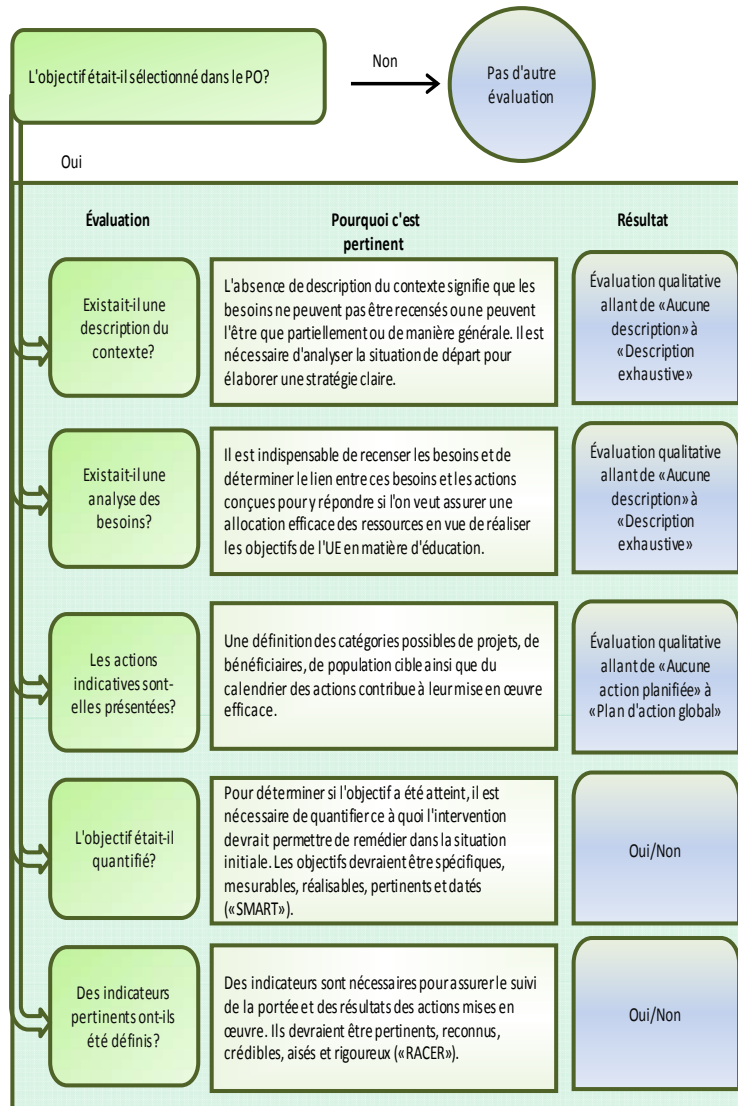 L'objectif était-il sélectionné dans le PO?
Non
Pas d'autre
évaluation
Oui
Évaluation
Pourquoi c'est
pertinent
Résultat
Existait-il une
description du
contexte?
L'absence de description du contexte signifie que les
besoins ne peuvent pas être recensés ou ne peuvent
l'être que partiellement ou de manière générale. Il est
nécessaire d'analyser la situation de départ pour
élaborer une stratégie claire.
Évaluation qualitative
allant de «Aucune
description» à
«Description
exhaustive»
Existait-il une
analyse des
besoins?
Il est indispensable de recenser les besoins et de
déterminer le lien entre ces besoins et les actions
conçues pour y répondre si l'on veut assurer une
allocation efficace des ressources en vue de réaliser
les objectifs de l'UE en matière d'éducation.
Évaluation qualitative
allant de «Aucune
description» à
«Description
exhaustive»
Les actions
indicatives sont-
elles présentées?
Une définition des catégories possibles de projets, de
bénéficiaires, de population cible ainsi que du
calendrier des actions contribue à leur mise en œuvre
efficace.
Évaluation qualitative
allant de «Aucune
action planifiée» à
«Plan d'action global»
L'objectif était-il
quantifié?
Pour déterminer si l'objectif a été atteint, il est
nécessaire de quantifier ce à quoi l'intervention
devrait permettre de remédier dans la situation
initiale. Les objectifs devraient être spécifiques,
mesurables, réalisables, pertinents et datés
(«SMART»).
Oui/Non
Des indicateurs
pertinents ont-ils
été définis?
Des indicateurs sont nécessaires pour assurer le suivi
de la portée et des résultats des actions mises en
œuvre. Ils devraient être pertinents, reconnus,
crédibles, aisés et rigoureux («RACER»).
Oui/Non